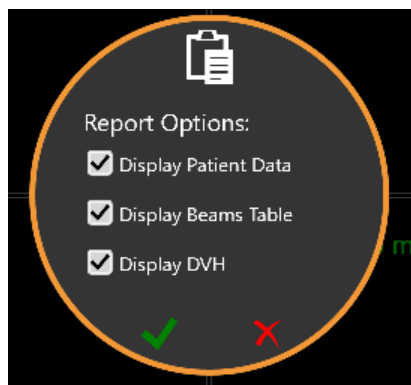 Report Options:
Display Patient Data
Display Beams Table
Display DVH
m